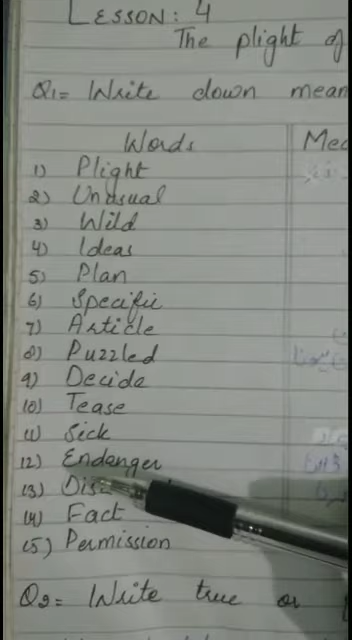 LESSON: 4
The plight of
Q1= Write down mean
Words
1) Plight
2) Unusual
3) Wild
4) Ideas
5) Plan
6) Specific
7) Article
8) Puzzled
9) Decide
10) Tease
11) Sick
12) Endanger
13)
14) Fact
15) Permission
Q2= Write true or